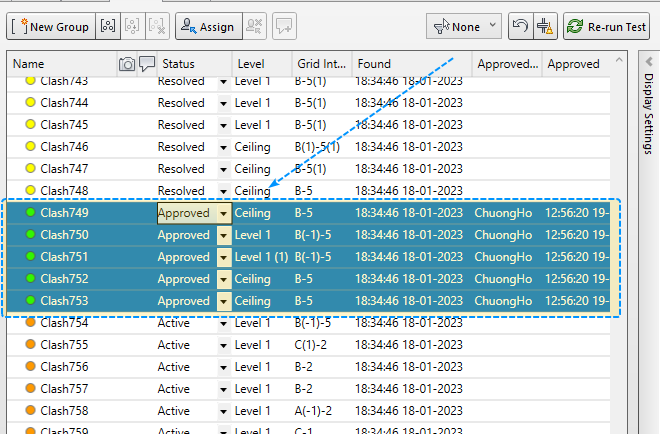 New Group Assign None Re-run Test
Name Status Level Grid Int... Found Approved... Approved
Clash743 Resolved Level 1 B-5(1) 18:34:46 18-01-2023
Clash744 Resolved Level 1 B-5(1) 18:34:46 18-01-2023
Clash745 Resolved Level 1 B-5(1) 18:34:46 18-01-2023
Clash746 Resolved Ceiling B(1)-5(1) 18:34:46 18-01-2023
Clash747 Resolved Ceiling B-5(1) 18:34:46 18-01-2023
Clash748 Resolved Ceiling B-5 18:34:46 18-01-2023
Clash749 Approved Ceiling B-5 18:34:46 18-01-2023 ChuongHo 12:56:20 19-
Clash750 Approved Level 1 B(-1)-5 18:34:46 18-01-2023 ChuongHo 12:56:20 19-
Clash751 Approved Level 1 (1) B(-1)-5 18:34:46 18-01-2023 ChuongHo 12:56:20 19-
Clash752 Approved Ceiling B-5 18:34:46 18-01-2023 ChuongHo 12:56:20 19-
Clash753 Approved Ceiling B-5 18:34:46 18-01-2023 ChuongHo 12:56:20 19-
Clash754 Active Level 1 B(-1)-5 18:34:46 18-01-2023
Clash755 Active Level 1 C(1)-2 18:34:46 18-01-2023
Clash756 Active Level 1 B-2 18:34:46 18-01-2023
Clash757 Active Level 1 B-2 18:34:46 18-01-2023
Clash758 Active Level 1 A(-1)-2 18:34:46 18-01-2023
Clash759 Active Level 1 C-1 18:34:46 18-01-2023
Display Settings